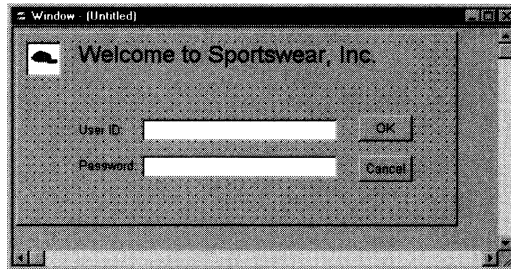 Window - (Untitled)
Welcome to Sportswear, Inc.
User ID:
OK
Password:
Cancel